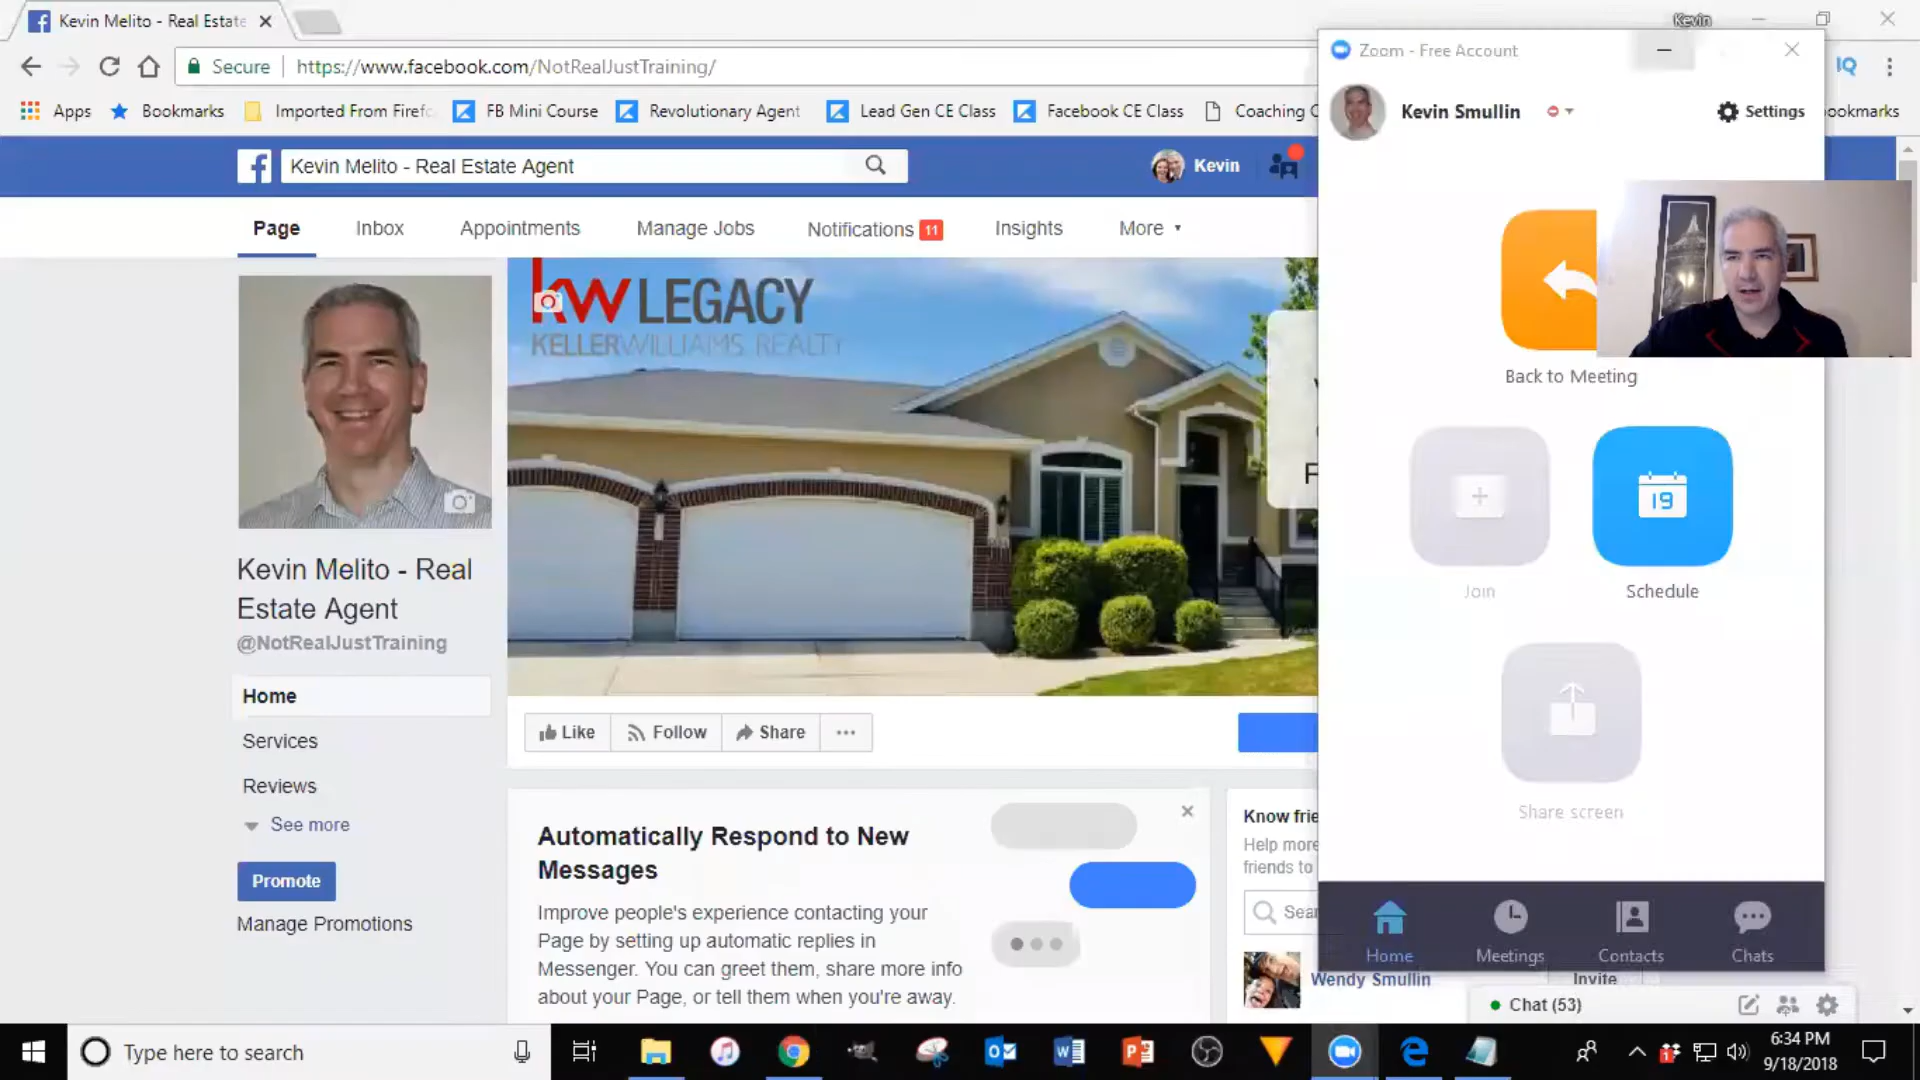 Kevin Melito - Real Estate
Kevin
Secure
https://www.facebook.com/NotRealJustTraining/
Apps
Bookmarks
Imported From Firefo
FB Mini Course
Revolutionary Agent
Lead Gen CE Class
Facebook CE Class
Coaching C
ookmarks
IQ
Kevin Melito - Real Estate Agent
Kevin
Page
Inbox
Appointments
Manage Jobs
Notifications 11
Insights
More
kw LEGACY
KELLERWILLIAMS. REALTY
F
Kevin Melito - Real
Estate Agent
@NotRealJustTraining
Home
Services
Reviews
See more
Promote
Manage Promotions
Like
Follow
Share
Automatically Respond to New
Messages
Improve people's experience contacting your
Page by setting up automatic replies in
Messenger. You can greet them, share more info
about your Page, or tell them when you're away.
Know frie
Help more
friends to
Sear
Wendy Smullin
Invite
Zoom - Free Account
Kevin Smullin
Settings
Back to Meeting
Join
19
Schedule
Share screen
Home
Meetings
Contacts
Chats
Chat (53)
Type here to search
6:34 PM
9/18/2018